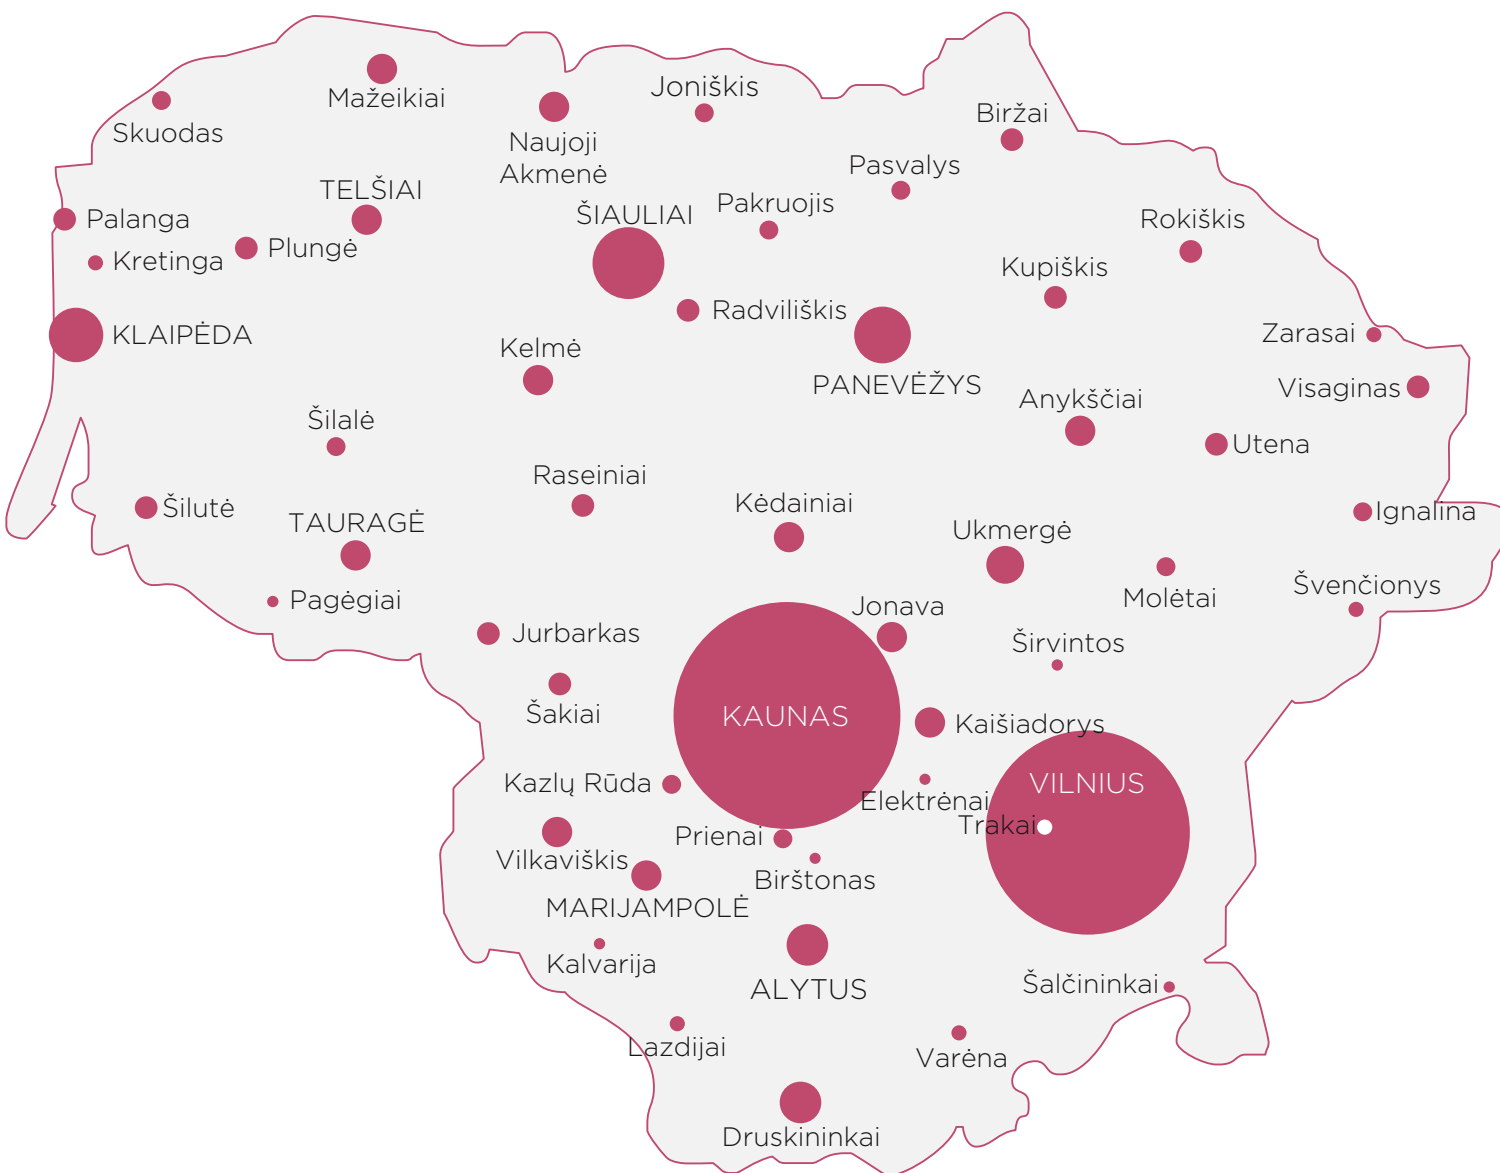 Mažeikiai
Joniškis
Skuodas
Biržai
Naujoji
Akmenė
Pasvalys
TELŠIAI
Pakruojis
ŠIAULIAI
Palanga
Rokiškis
Plungė
Kretinga
Kupiškis
Radviliškis
KLAIPĖDA
Zarasai
Kelmė
PANEVĖŽYS
Visaginas
Anykščiai
Šilalė
Utena
Raseiniai
Kėdainiai
Šilutė
Ignalina
TAURAGĖ
Ukmergė
Švenčionys
Molėtai
Pagėgiai
Jonava
Jurbarkas
Širvintos
Šakiai
KAUNAS
Kaišiadorys
Kazlų Rūda
VILNIUS
Elektrėnai
Trakai
Prienai
Vilkaviškis
Birštonas
MARIJAMPOLĖ
Kalvarija
Šalčininkai
ALYTUS
Lazdijai
Varėna
Druskininkai